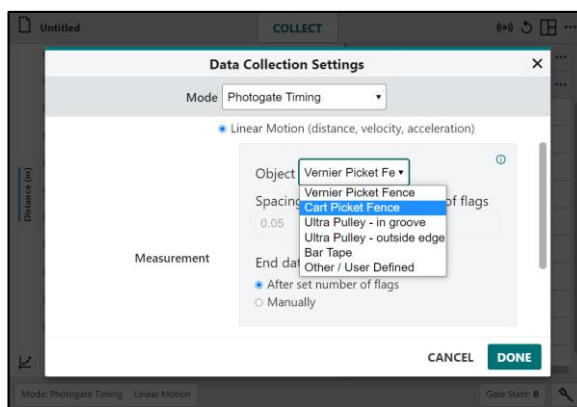 Untitled
COLLECT
Data Collection Settings
Mode Photogate Timing
Linear Motion (distance, velocity, acceleration)
Object Vernier Picket Fe
Vernier Picket Fence
Spacing of flags
Cart Picket Fence
0.05
Ultra Pulley - in groove
Ultra Pulley - outside edge
Bar Tape
Measurement
End dat
Other / User Defined
After set number of flags
Manually
Distance (m)
CANCEL DONE
Mode: Photogate Timing Linear Motion Gate State: 0